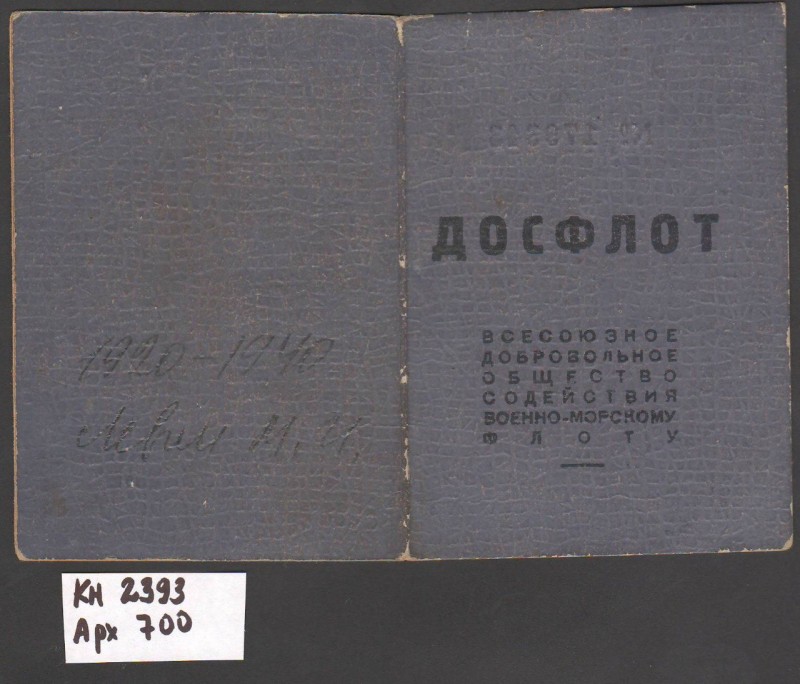 ДОСФЛОТ
ВСЕСОЮЗНОЕ
ДОБРОВОЛЬНОЕ
ОБЩЕСТВО
СОДЕЙСТВИЯ
ВОЕННО-МОРСКОМУ
ФЛОТУ
1920-1940
М. И.
КН 2393
Арх 700